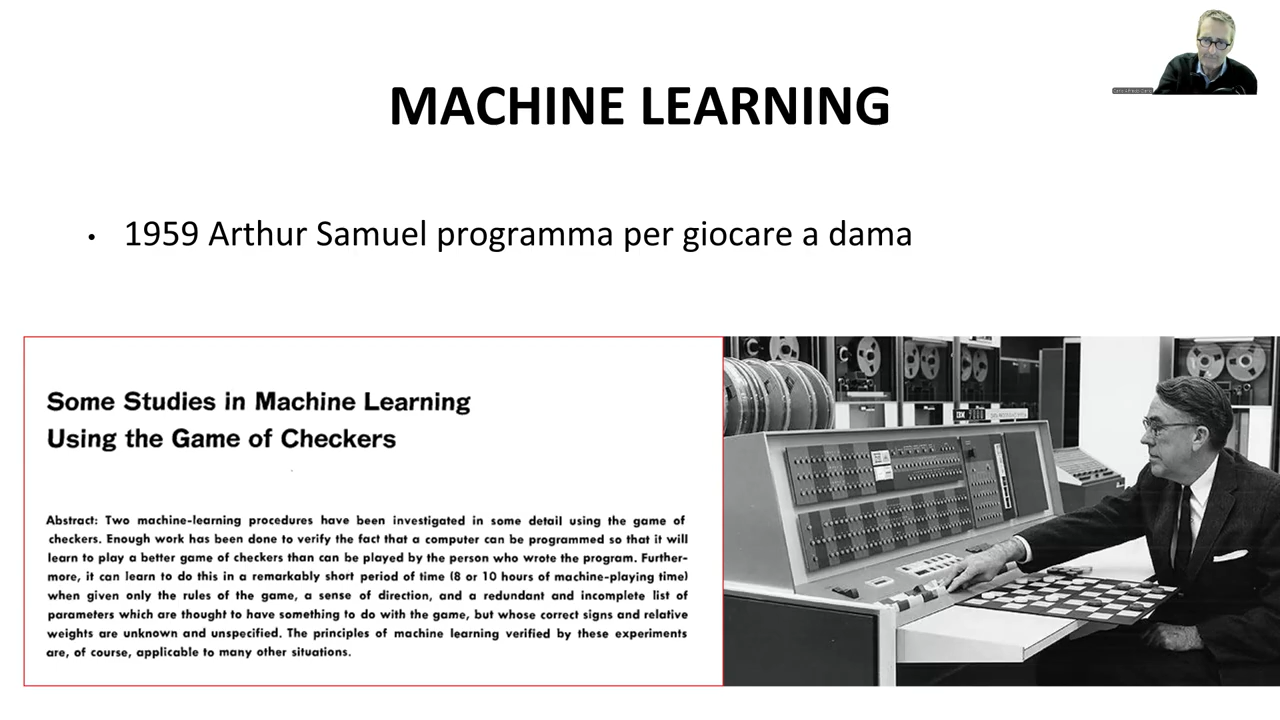 MACHINE LEARNING
• 1959 Arthur Samuel programma per giocare a dama
Some Studies in Machine Learning
Using the Game of Checkers
Abstract: Two machine-learning procedures have been investigated in some detail using the game of
checkers. Enough work has been done to verify the fact that a computer can be programmed so that it will
learn to play a better game of checkers than can be played by the person who wrote the program. Further-
more, it can learn to do this in a remarkably short period of time (8 or 10 hours of machine-playing time)
when given only the rules of the game, a sense of direction, and a redundant and incomplete list of
parameters which are thought to have something to do with the game, but whose correct signs and relative
weights are unknown and unspecified. The principles of machine learning verified by these experiments
are, of course, applicable to many other situations.
IBM